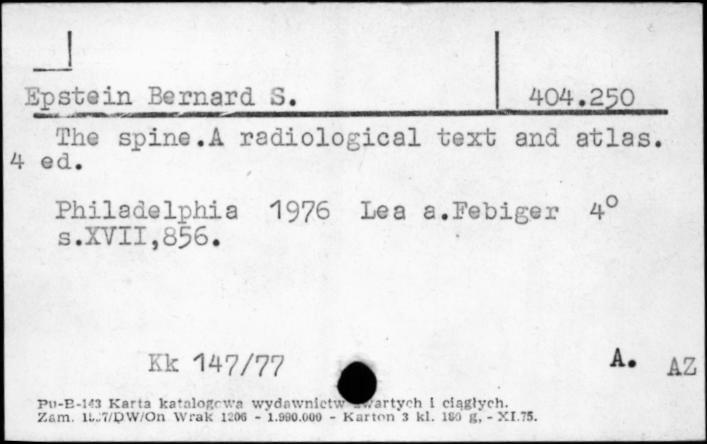 Epstein Bernard S. 404.250
The spine.A radiological text and atlas.
4 ed.
Philadelphia 1976 Lea a.Febiger 4°
s.XVII,856.
Kk 147/77 A. AZ
Pu-B-143 Karta katalogowa wydawnictw zwartych i ciągłych.
Zam. DW/On Wrak 1206 - 1.990.000 - Karton 3 kl. 180 g, - XI.75.